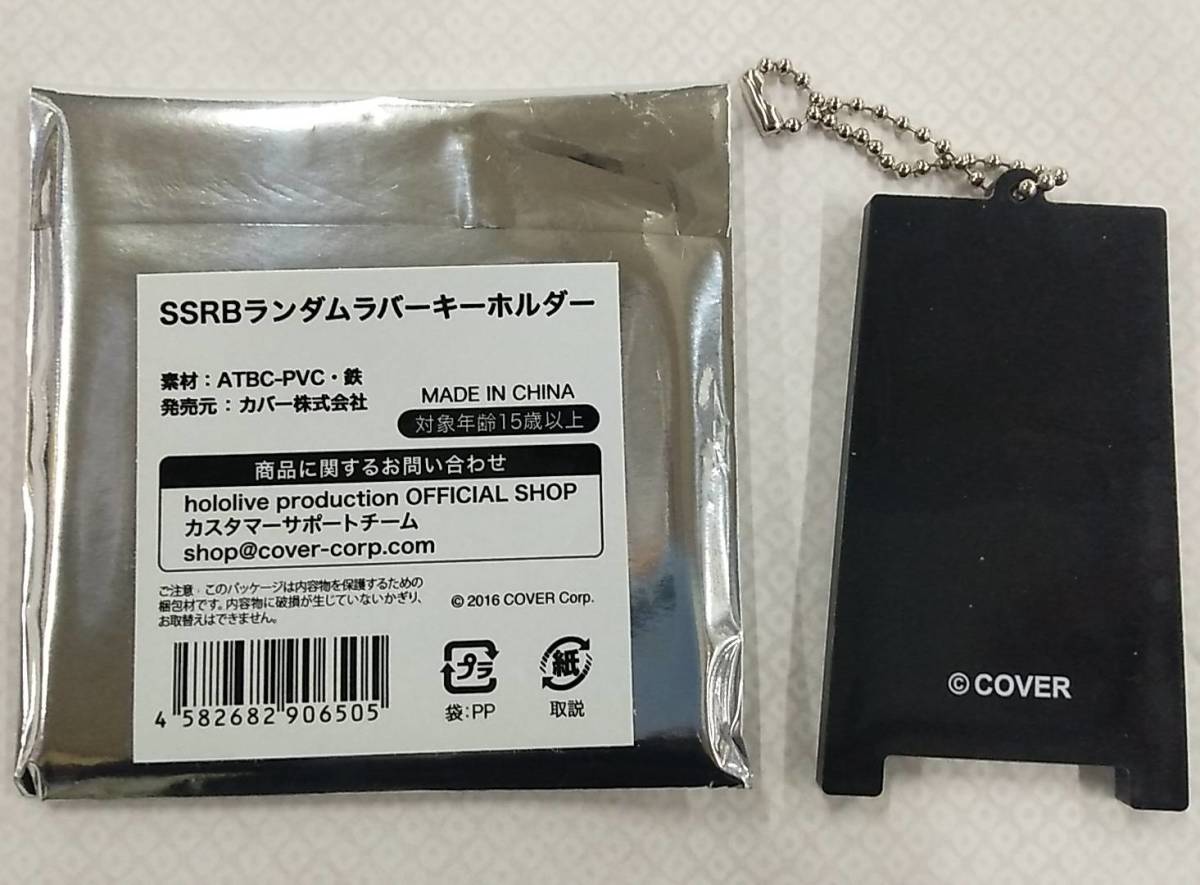 SSRBランダムラバーキーホルダー
素材：ATBC-PVC・鉄
発売元：カバー株式会社
MADE IN CHINA
対象年齢15歳以上
商品に関するお問い合わせ
hololive production OFFICIAL SHOP
カスタマーサポートチーム
shop@cover-corp.com
ご注意：このパッケージは内容物を保護するための
梱包材です。内容物に破損が生じていないかぎり、
お取替えはできません。
© 2016 COVER Corp.
4 582682 906505
プラ
袋：PP
紙
取説
© COVER